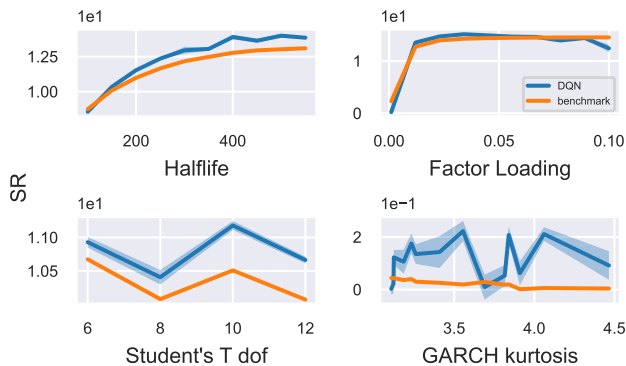 1e1
1.25
1.00
200
400
Halflife
1e1
1
0
0.00
0.05
0.10
DQN
benchmark
Factor Loading
SR
1e1
1.10
1.05
6
8
10
12
Student's T dof
1e−1
2
0
3.5
4.0
4.5
GARCH kurtosis